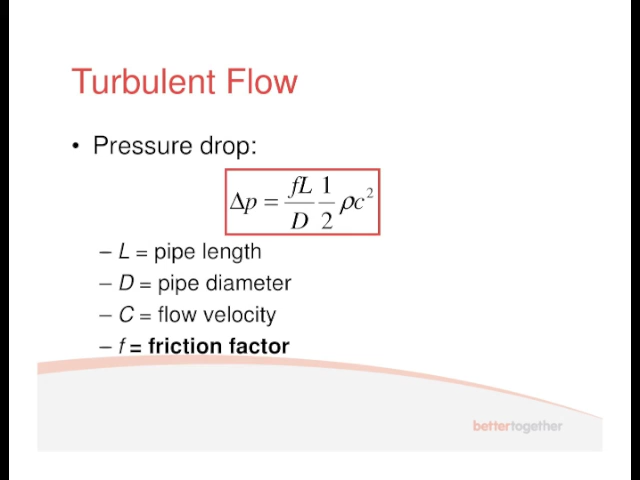 Turbulent Flow
• Pressure drop:
Δp = fL/D 1/2 ρc²
– L = pipe length
– D = pipe diameter
– C = flow velocity
– f = friction factor
bettertogether